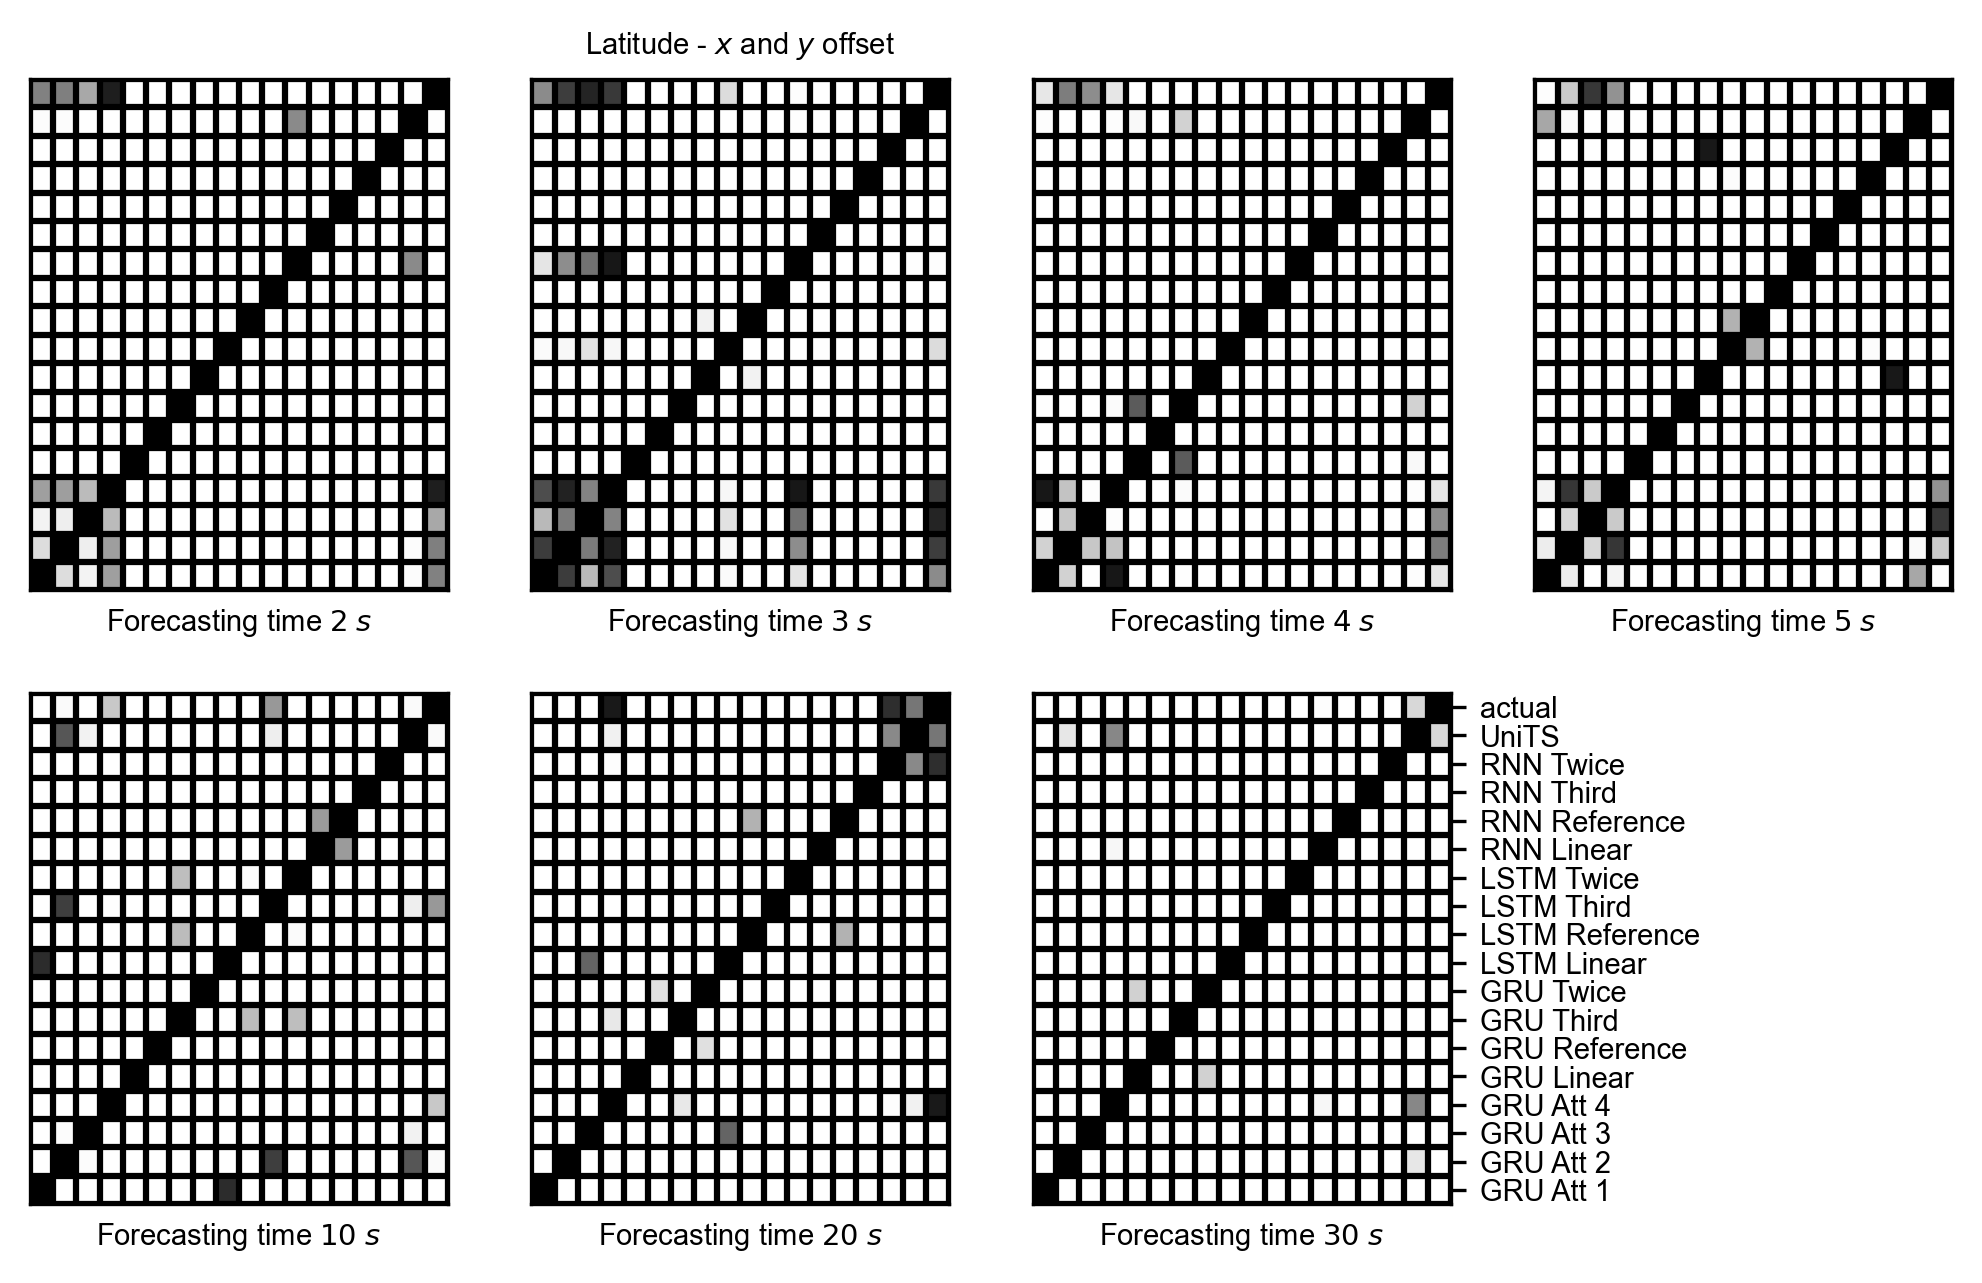 Latitude - x and y offset
Forecasting time 2 s
Forecasting time 3 s
Forecasting time 4 s
Forecasting time 5 s
actual
UniTS
RNN Twice
RNN Third
RNN Reference
RNN Linear
LSTM Twice
LSTM Third
LSTM Reference
LSTM Linear
GRU Twice
GRU Third
GRU Reference
GRU Linear
GRU Att 4
GRU Att 3
GRU Att 2
GRU Att 1
Forecasting time 10 s
Forecasting time 20 s
Forecasting time 30 s